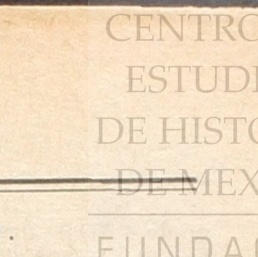 CENTRO
ESTUDI
DE HISTO
DE MEX
FUNDA